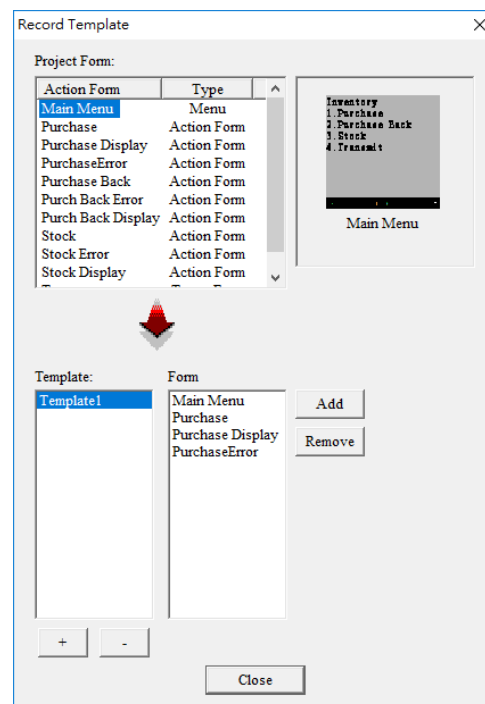 Record Template
Project Form:
Action Form Type
Main Menu Menu
Purchase Action Form
Purchase Display Action Form
PurchaseError Action Form
Purchase Back Action Form
Purch Back Error Action Form
Purch Back Display Action Form
Stock Action Form
Stock Error Action Form
Stock Display Action Form
Inventory
1.Purchase
2.Purchase Back
3.Stock
4.Transmit
Main Menu
Template:
Template1
Form
Main Menu
Purchase
Purchase Display
PurchaseError
Add
Remove
+ -
Close